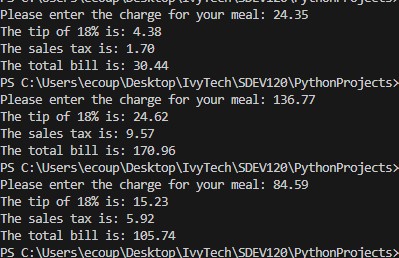 PS C:\Users\ecoup\Desktop\IvyTech\SDEV120\PythonProjects>
Please enter the charge for your meal: 24.35
The tip of 18% is: 4.38
The sales tax is: 1.70
The total bill is: 30.44
PS C:\Users\ecoup\Desktop\IvyTech\SDEV120\PythonProjects>
Please enter the charge for your meal: 136.77
The tip of 18% is: 24.62
The sales tax is: 9.57
The total bill is: 170.96
PS C:\Users\ecoup\Desktop\IvyTech\SDEV120\PythonProjects>
Please enter the charge for your meal: 84.59
The tip of 18% is: 15.23
The sales tax is: 5.92
The total bill is: 105.74
PS C:\Users\ecoup\Desktop\IvyTech\SDEV120\PythonProjects>